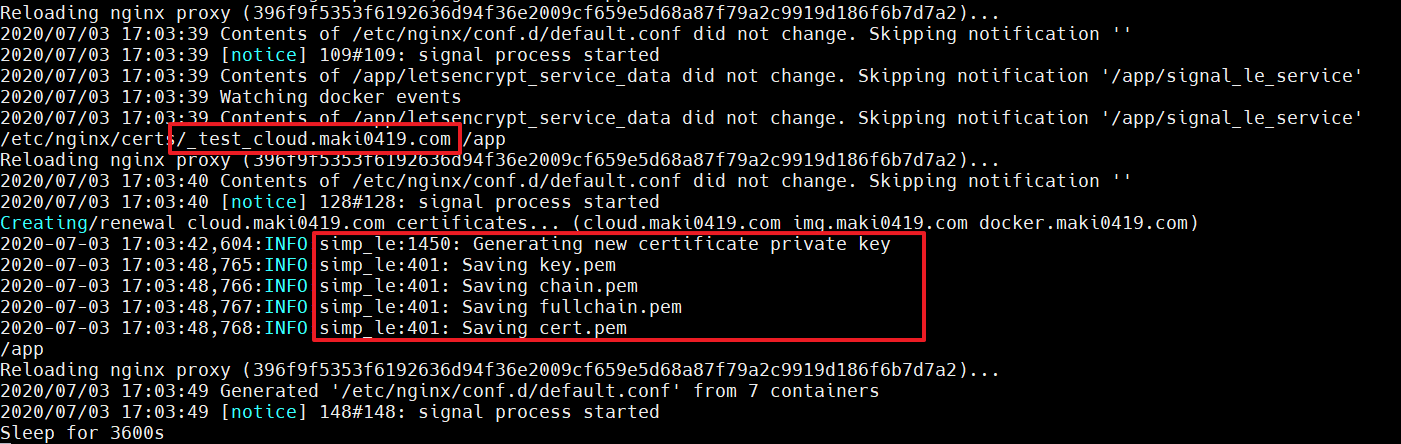 Reloading nginx proxy (396f9f5353f6192636d94f36e2009cf659e5d68a87f79a2c9919d186f6b7d7a2)...
2020/07/03 17:03:39 Contents of /etc/nginx/conf.d/default.conf did not change. Skipping notification ''
2020/07/03 17:03:39 [notice] 109#109: signal process started
2020/07/03 17:03:39 Contents of /app/letsencrypt_service_data did not change. Skipping notification '/app/signal_le_service'
2020/07/03 17:03:39 Watching docker events
2020/07/03 17:03:39 Contents of /app/letsencrypt_service_data did not change. Skipping notification '/app/signal_le_service'
/etc/nginx/certs/_test_cloud.maki0419.com /app
Reloading nginx proxy (396f9f5353f6192636d94f36e2009cf659e5d68a87f79a2c9919d186f6b7d7a2)...
2020/07/03 17:03:40 Contents of /etc/nginx/conf.d/default.conf did not change. Skipping notification ''
2020/07/03 17:03:40 [notice] 128#128: signal process started
Creating/renewal cloud.maki0419.com certificates... (cloud.maki0419.com img.maki0419.com docker.maki0419.com)
2020-07-03 17:03:42,604:INFO simp_le:1450: Generating new certificate private key
2020-07-03 17:03:48,765:INFO simp_le:401: Saving key.pem
2020-07-03 17:03:48,766:INFO simp_le:401: Saving chain.pem
2020-07-03 17:03:48,767:INFO simp_le:401: Saving fullchain.pem
2020-07-03 17:03:48,768:INFO simp_le:401: Saving cert.pem
/app
Reloading nginx proxy (396f9f5353f6192636d94f36e2009cf659e5d68a87f79a2c9919d186f6b7d7a2)...
2020/07/03 17:03:49 Generated '/etc/nginx/conf.d/default.conf' from 7 containers
2020/07/03 17:03:49 [notice] 148#148: signal process started
Sleep for 3600s